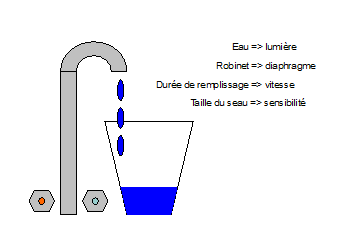 Eau => lumière
Robinet => diaphragme
Durée de remplissage => vitesse
Taille du seau => sensibilité